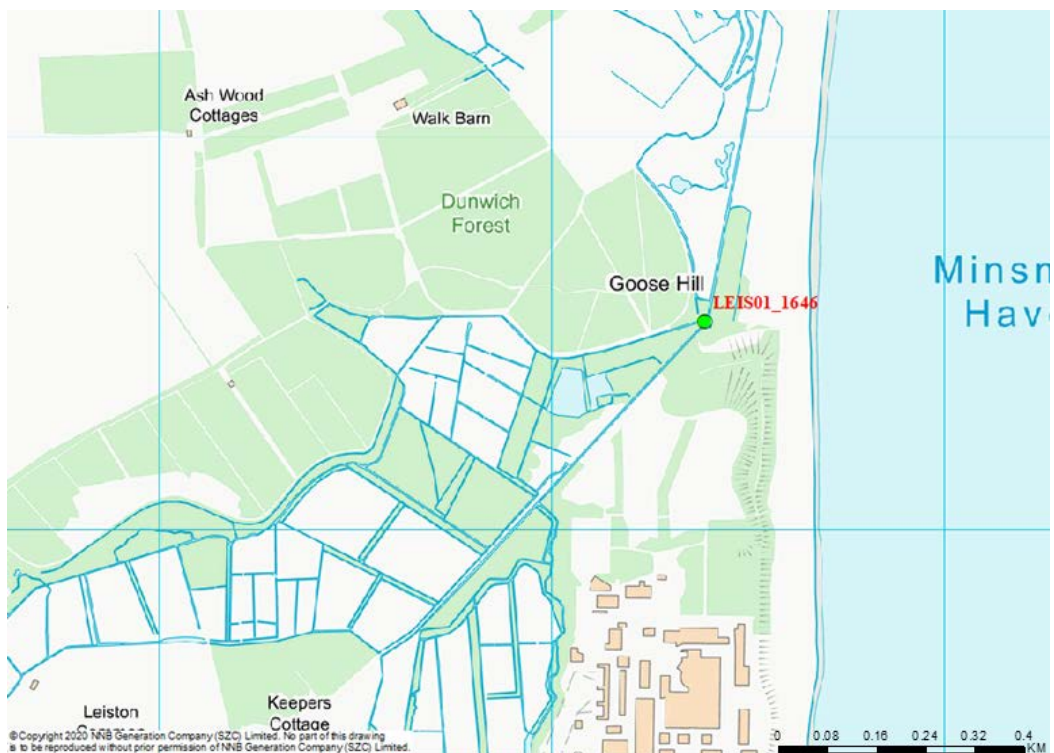 Ash Wood
Cottages
Walk Barn
Dunwich
Forest
Goose Hill
LEIS01_1646
Minsm
Have
Leiston
Keepers
Cottage
© Copyright 2020 NNB Generation Company (SZC) Limited. No part of this drawing
is to be reproduced without prior permission of NNB Generation Company (SZC) Limited.
0 0.08 0.16 0.24 0.32 0.4
KM